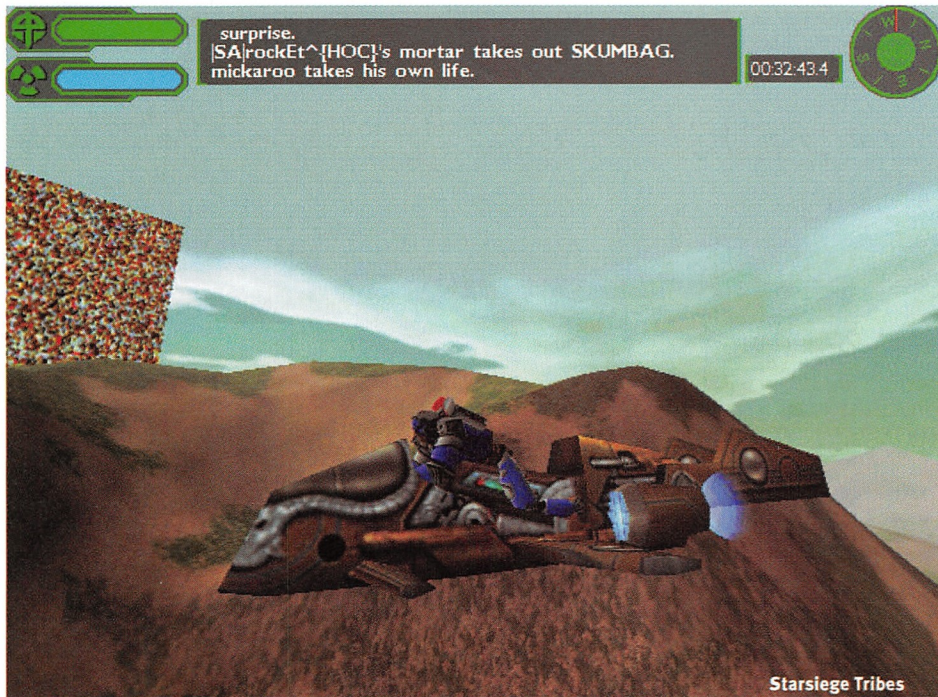 surprise.
|SA|rockEt^{HOC}'s mortar takes out SKUMBAG.
mickaroo takes his own life.
00:32:43.4
W
N
S
E
Starsiege Tribes